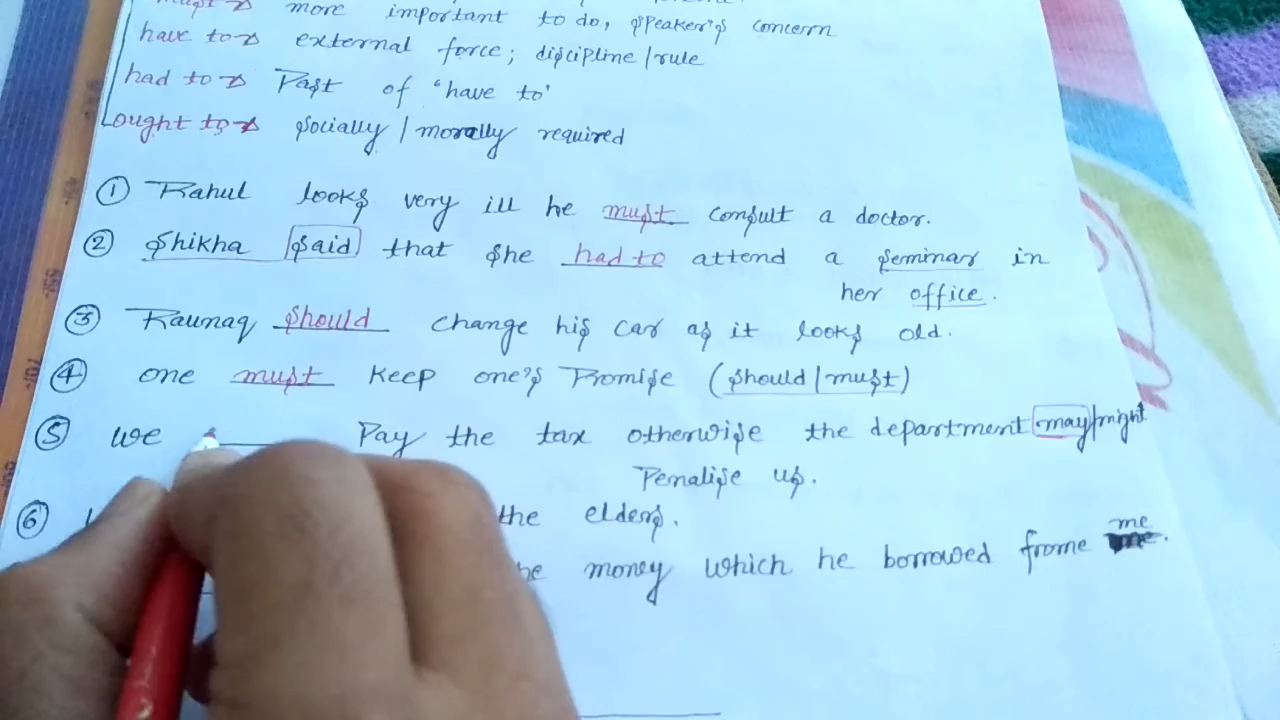 must → more important to do, speaker's concern
have to → external force; discipline/rule
had to → Past of 'have to'
ought to → socially/morally required
① Rahul looks very ill he must consult a doctor.
② Shikha said that she had to attend a seminar in
her office.
③ Raunaq should change his car as it looks old.
④ one must keep one's Promise (should/must)
⑤ we Pay the tax otherwise the department may/might
Penalise us.
⑥ the elders.
money which he borrowed frome me.